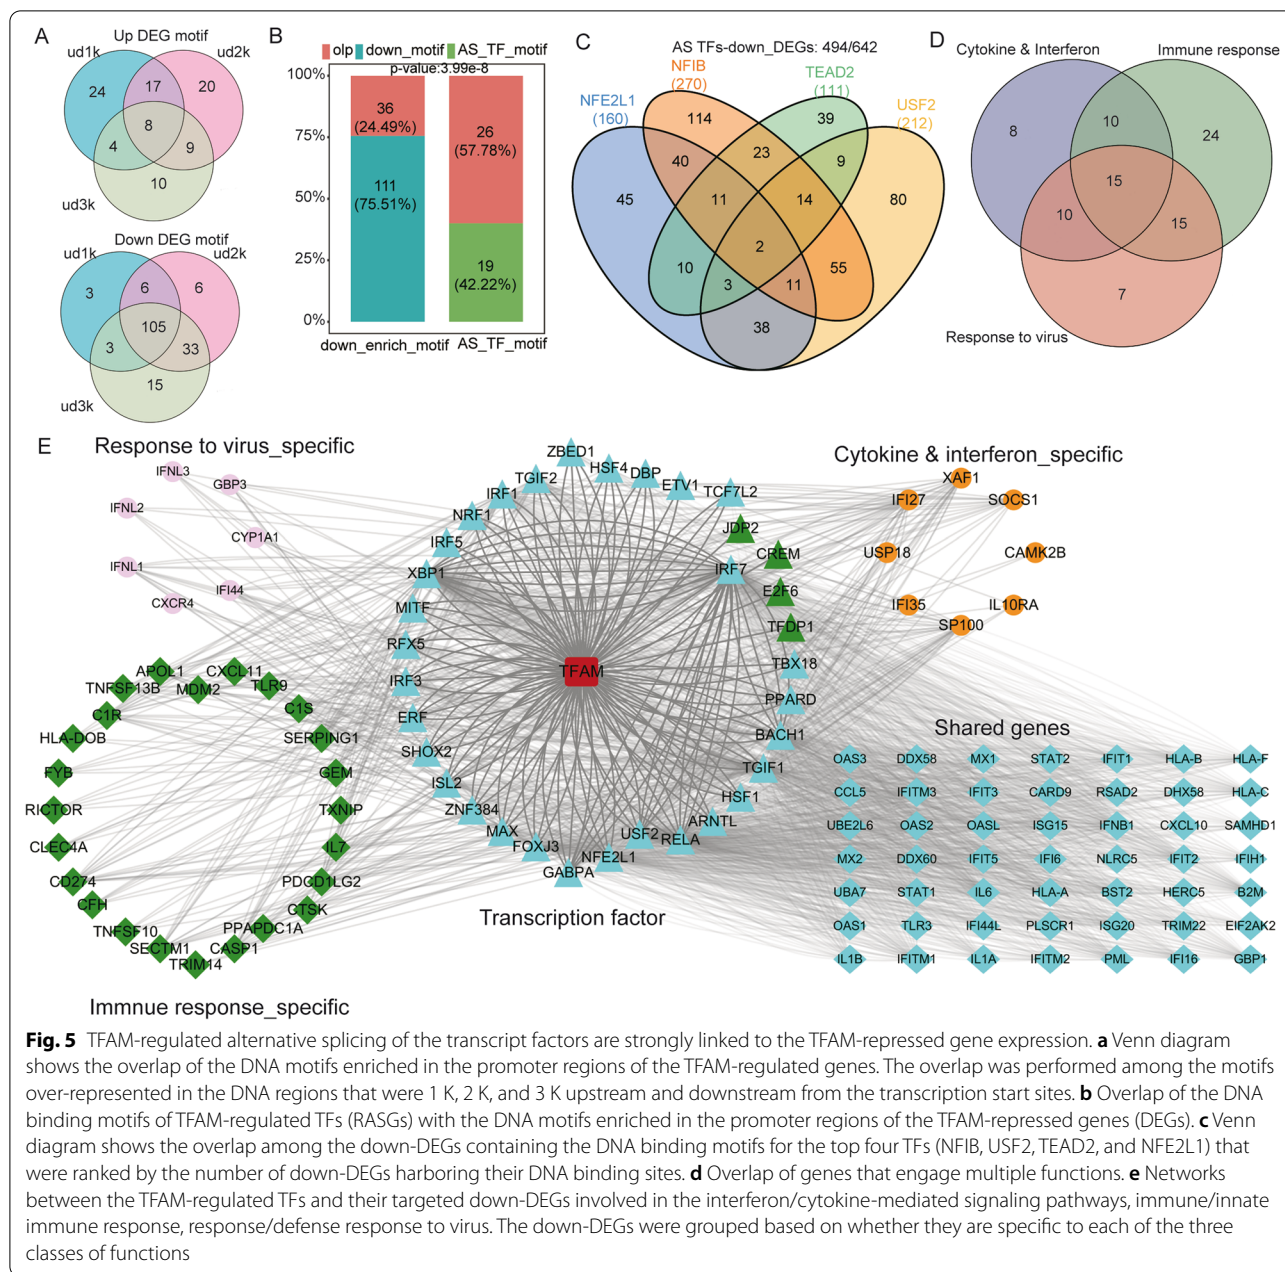 A
Up DEG motif
ud1k
ud2k
24
17
20
8
4
9
10
ud3k
Down DEG motif
ud1k
ud2k
3
6
6
105
3
33
15
ud3k
B
olp down_motif AS_TF_motif
p-value:3.99e-8
100%
75%
50%
25%
0%
36
(24.49%)
111
(75.51%)
26
(57.78%)
19
(42.22%)
down_enrich_motif AS_TF_motif
C
AS TFs-down_DEGs: 494/642
NFIB
(270)
TEAD2
(111)
NFE2L1
(160)
USF2
(212)
114
39
40
23
9
45
11
14
80
2
10
3
11
55
38
D
Cytokine & Interferon
Immune response
8
10
24
15
10
15
7
Response to virus
E
Response to virus_specific
IFNL3
GBP3
IFNL2
CYP1A1
IFNL1
IFI44
CXCR4
ZBED1
HSF4
DBP
ETV1
TCF7L2
TGIF2
IRF1
NRF1
IRF5
XBP1
MITF
RFX5
IRF3
ERF
SHOX2
ISL2
ZNF384
MAX
FOXJ3
GABPA
NFE2L1
USF2
RELA
ARNTL
HSF1
TGIF1
BACH1
PPARD
TBX18
TFDP1
E2F6
CREM
JDP2
IRF7
TFAM
Transcription factor
Cytokine & interferon_specific
XAF1
IFI27
SOCS1
USP18
CAMK2B
IFI35
IL10RA
SP100
APOL1
CXCL11
TNFSF13B
MDM2
TLR9
C1R
C1S
HLA-DOB
SERPING1
FYB
GEM
RICTOR
TXNIP
CLEC4A
IL7
CD274
PDCD1LG2
CFH
CTSK
TNFSF10
PPAPDC1A
SECTM1
CASP1
TRIM14
Immnue response_specific
Shared genes
OAS3 DDX58 MX1 STAT2 IFIT1 HLA-B HLA-F
CCL5 IFITM3 IFIT3 CARD9 RSAD2 DHX58 HLA-C
UBE2L6 OAS2 OASL ISG15 IFNB1 CXCL10 SAMHD1
MX2 DDX60 IFIT5 IFI6 NLRC5 IFIT2 IFIH1
UBA7 STAT1 IL6 HLA-A BST2 HERC5 B2M
OAS1 TLR3 IFI44L PLSCR1 ISG20 TRIM22 EIF2AK2
IL1B IFITM1 IL1A IFITM2 PML IFI16 GBP1
Fig. 5 TFAM-regulated alternative splicing of the transcript factors are strongly linked to the TFAM-repressed gene expression. a Venn diagram
shows the overlap of the DNA motifs enriched in the promoter regions of the TFAM-regulated genes. The overlap was performed among the motifs
over-represented in the DNA regions that were 1 K, 2 K, and 3 K upstream and downstream from the transcription start sites. b Overlap of the DNA
binding motifs of TFAM-regulated TFs (RASGs) with the DNA motifs enriched in the promoter regions of the TFAM-repressed genes (DEGs). c Venn
diagram shows the overlap among the down-DEGs containing the DNA binding motifs for the top four TFs (NFIB, USF2, TEAD2, and NFE2L1) that
were ranked by the number of down-DEGs harboring their DNA binding sites. d Overlap of genes that engage multiple functions. e Networks
between the TFAM-regulated TFs and their targeted down-DEGs involved in the interferon/cytokine-mediated signaling pathways, immune/innate
immune response, response/defense response to virus. The down-DEGs were grouped based on whether they are specific to each of the three
classes of functions